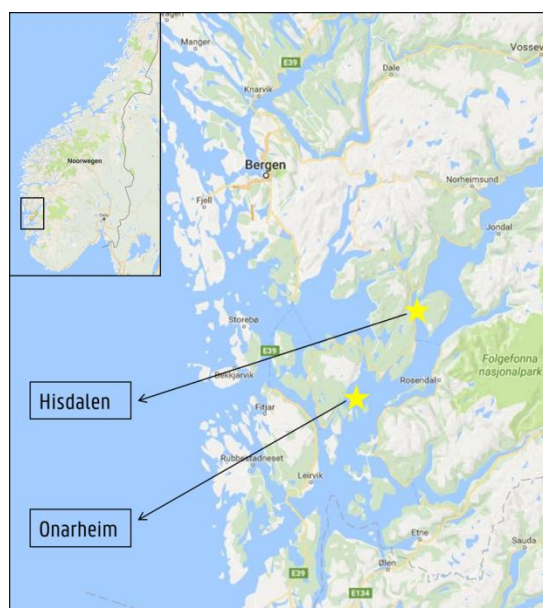 Noorwegen
Manger
E39
Dale
Vossev
Knarvik
Bergen
Fjell
Norheimsund
Jondal
Storebø
E39
Bekkjarvik
Rosendal
Folgefonna
nasjonalpark
Hisdalen
Fitjar
Rubbestadneset
Leirvik
Onarheim
Etne
Sauda
Ølen
E39
E134